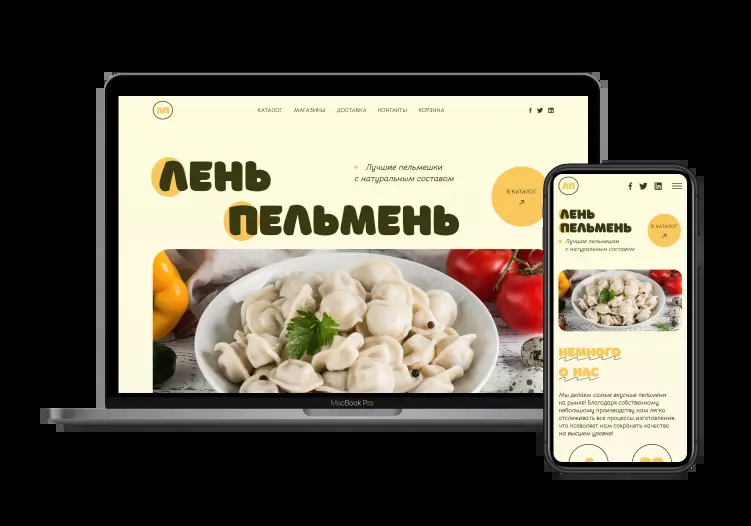 ЛП
КАТАЛОГ МАГАЗИНЫ ДОСТАВКА КОНТАКТЫ КОРЗИНА
ЛЕНЬ
ПЕЛЬМЕНЬ
Лучшие пельмешки
с натуральным составом
В КАТАЛОГ
MacBook Pro
ЛП
ЛЕНЬ
ПЕЛЬМЕНЬ
Лучшие пельмешки
с натуральным составом
В КАТАЛОГ
НЕМНОГО
О НАС
Мы делаем самые вкусные пельмени
на рынке! Благодаря собственному
небольшому производству нам легко
отслеживать все процессы изготовления,
что позволяет нам сохранять качество
на высшем уровне!